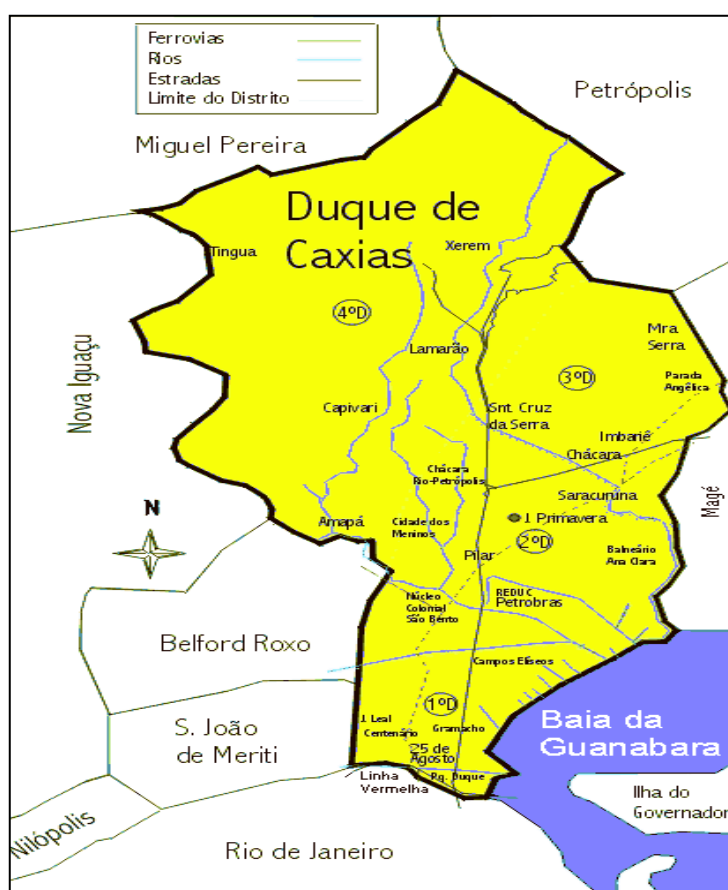 Ferrovias
Rios
Estradas
Limite do Distrito
Petrópolis
Miguel Pereira
Duque de
Caxias
Xerem
Tingua
4ºD
Mra
Serra
Lamarão
3ºD
Parada
Angêlica
Nova Iguaçu
Capivari
Snt. Cruz
da Serra
Imbariê
Chácara
Chácara
Rio-Petrópolis
Saracuruna
Magé
N
Amapá
Cidade dos
Meninos
J. Primavera
2ºD
Pilar
Balneário
Ana Clara
Núcleo
Colonial
São Bento
REDUC
Petrobras
Belford Roxo
Campos Elíseos
1ºD
J. Leal
Centenário
Gramacho
25 de
Agosto
S. João
de Meriti
Baia da
Guanabara
Linha
Vermelha
Pq. Duque
Ilha do
Governador
Nilópolis
Rio de Janeiro